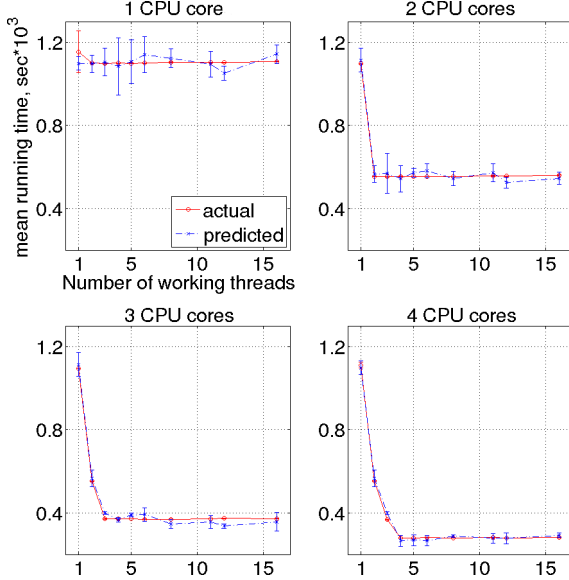 1 CPU core
2 CPU cores
mean running time, sec*10^3
1.2
0.8
0.4
actual
predicted
1 5 10 15
Number of working threads
1.2
0.8
0.4
1 5 10 15
3 CPU cores
4 CPU cores
1.2
0.8
0.4
1 5 10 15
1.2
0.8
0.4
1 5 10 15